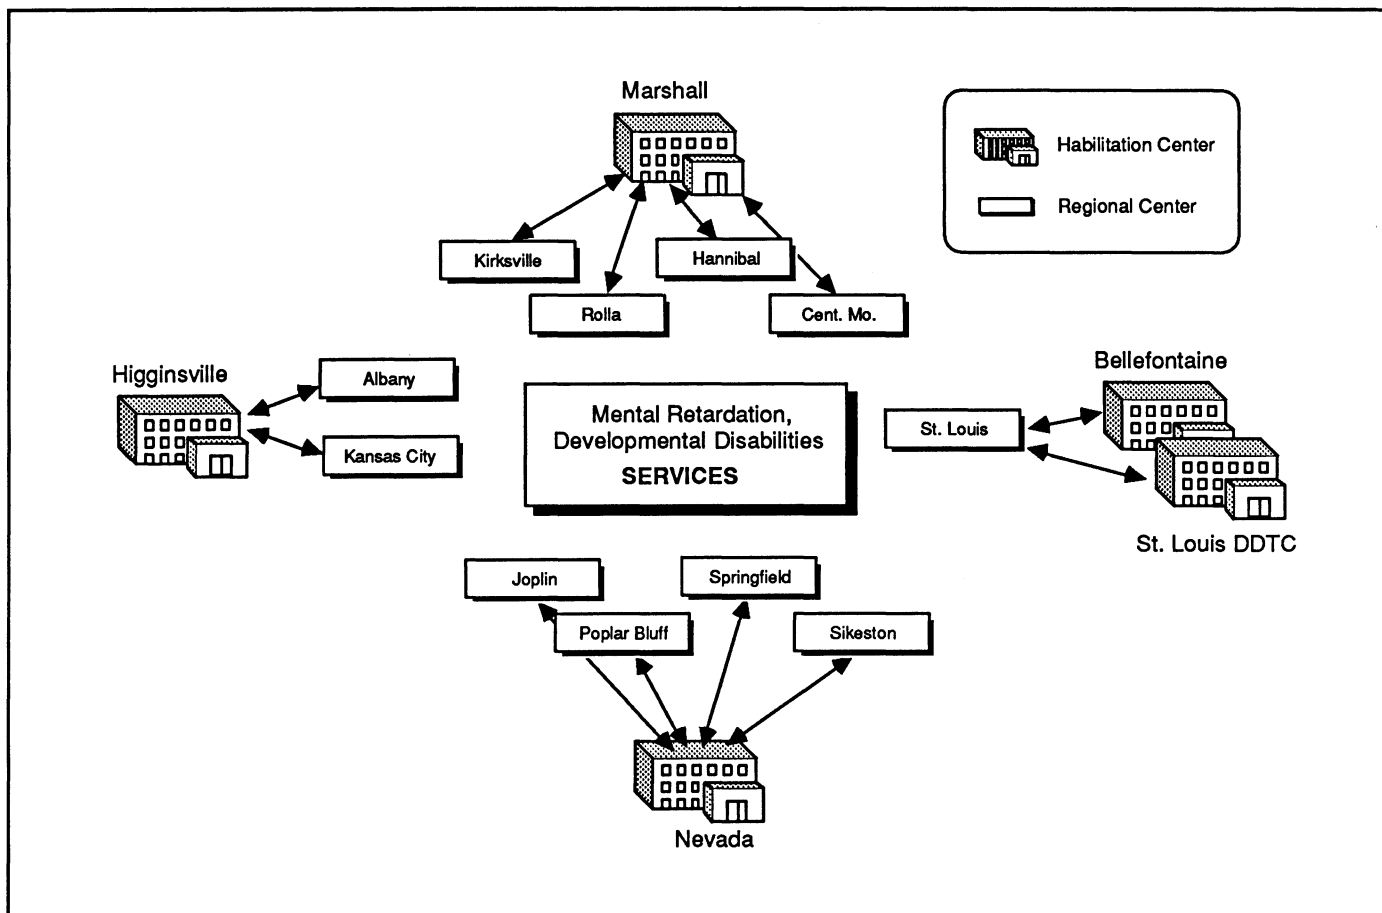 Marshall
Habilitation Center
Regional Center
Kirksville
Hannibal
Rolla
Cent. Mo.
Higginsville
Albany
Kansas City
Mental Retardation,
Developmental Disabilities
SERVICES
Bellefontaine
St. Louis
St. Louis DDTC
Joplin
Springfield
Poplar Bluff
Sikeston
Nevada